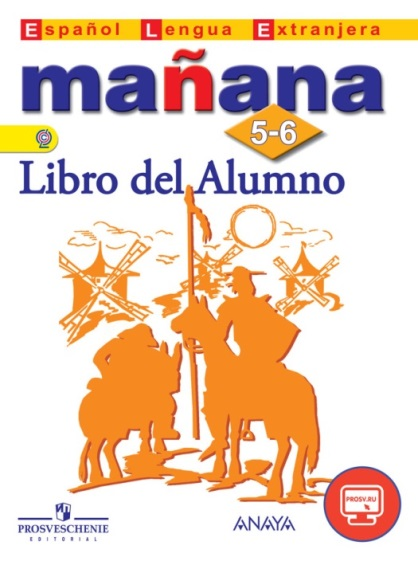 Español Lengua Extranjera
mañana
5-6
Libro del Alumno
PROSV.RU
PROSVESCHENIE
EDITORIAL
ANAYA